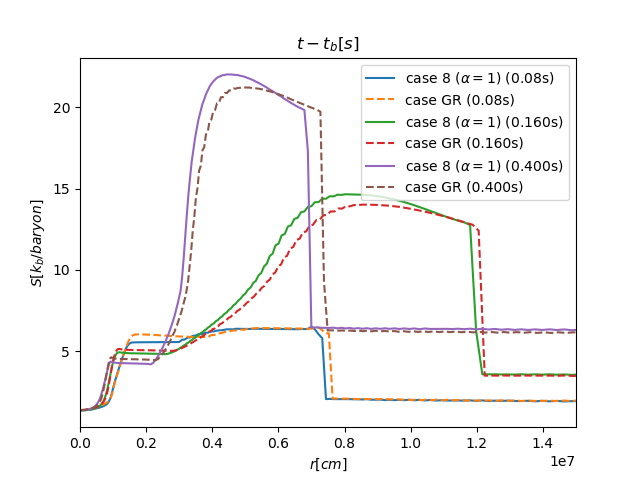 t − t_b[s]
20
15
10
5
S[k_b/baryon]
case 8 (α = 1) (0.08s)
case GR (0.08s)
case 8 (α = 1) (0.160s)
case GR (0.160s)
case 8 (α = 1) (0.400s)
case GR (0.400s)
0.0 0.2 0.4 0.6 0.8 1.0 1.2 1.4
1e7
r[cm]